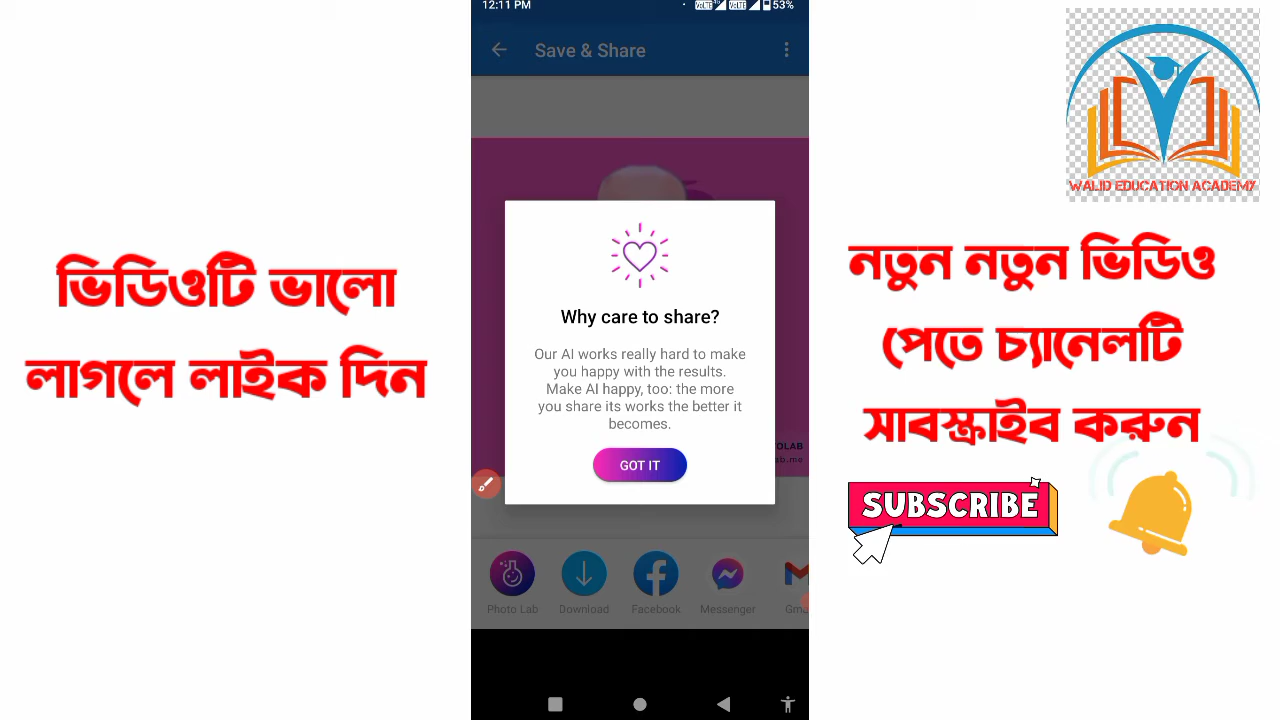 12:11 PM
53%
Save & Share
WALID EDUCATION ACADEMY
ভিডিওটি ভালো
লাগলে লাইক দিন
Why care to share?
Our AI works really hard to make
you happy with the results.
Make AI happy, too: the more
you share its works the better it
becomes.
GOT IT
Photo Lab
Download
Facebook
Messenger
নতুন নতুন ভিডিও
পেতে চ্যানেলটি
সাবস্ক্রাইব করুন
SUBSCRIBE